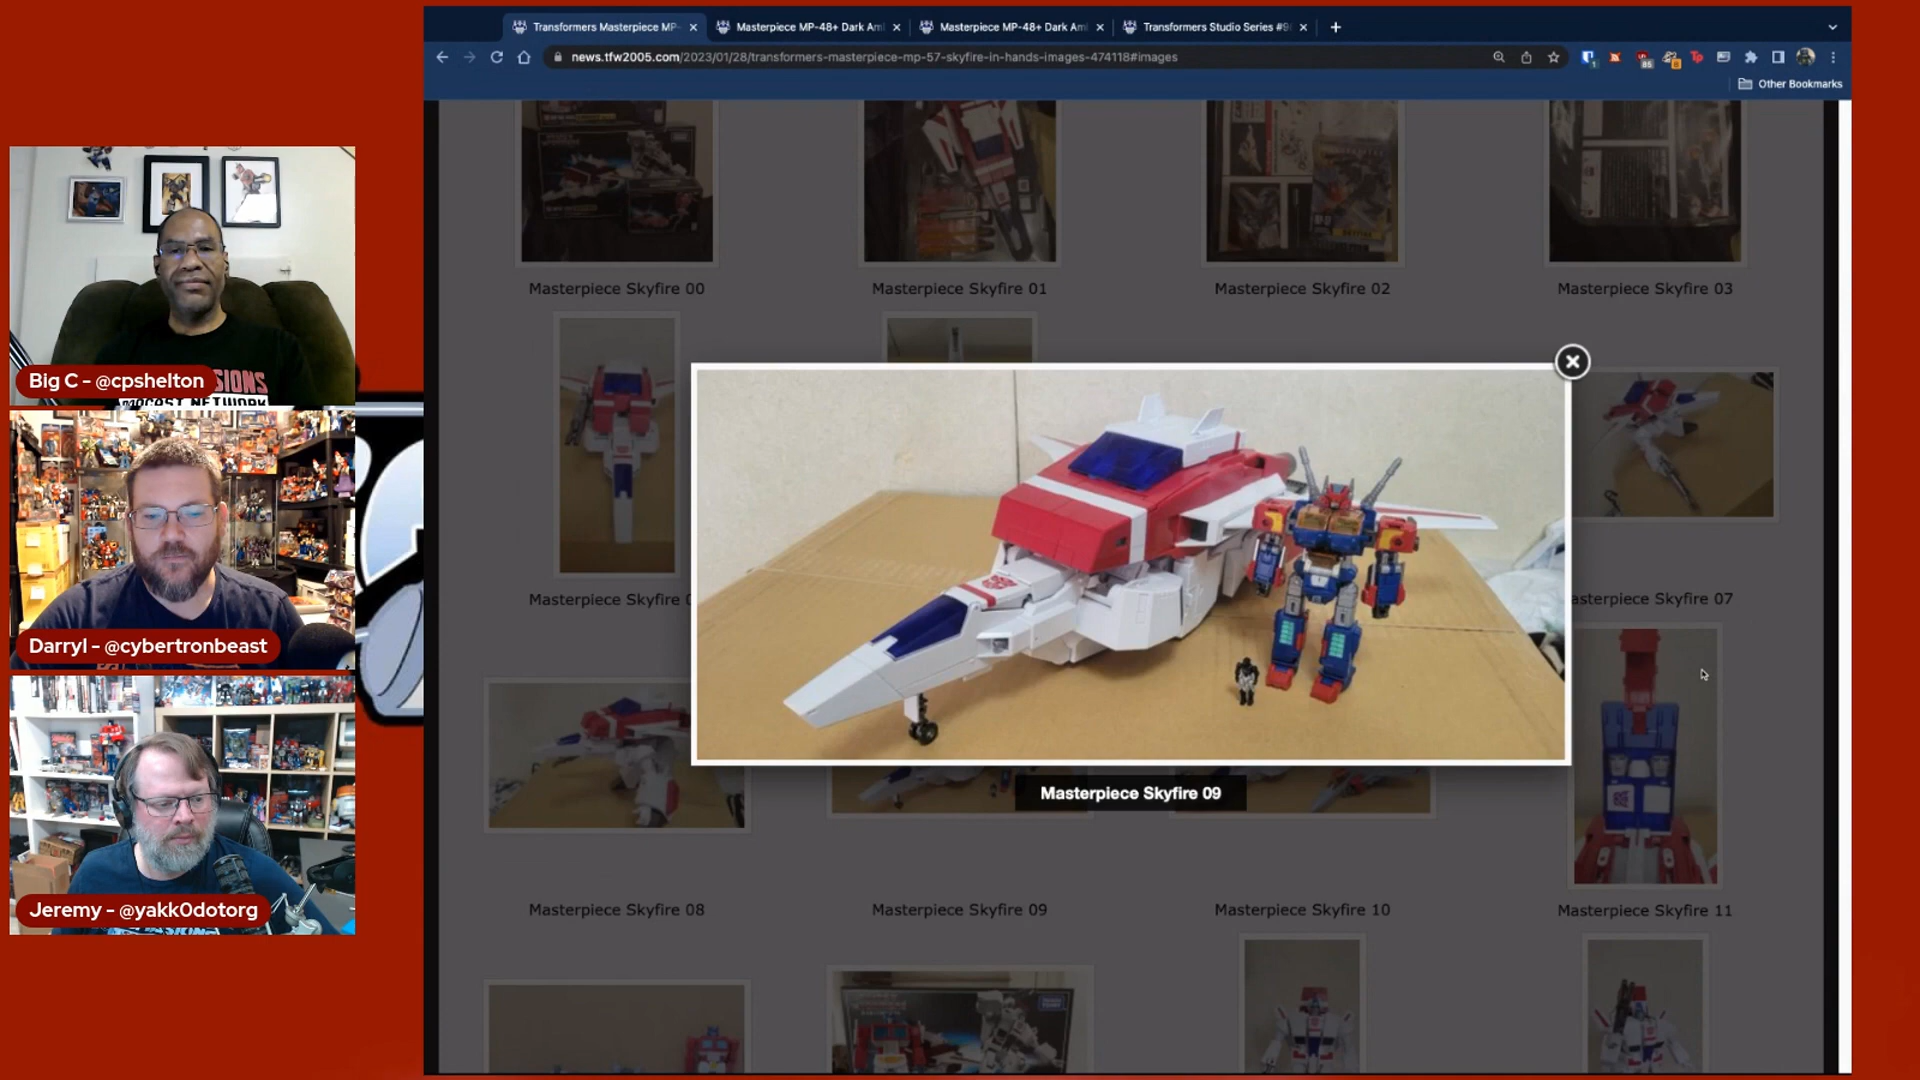 Transformers Masterpiece MP-
Masterpiece MP-48+ Dark Am
Masterpiece MP-48+ Dark Am
Transformers Studio Series #9
news.tfw2005.com/2023/01/28/transformers-masterpiece-mp-57-skyfire-in-hands-images-474118#images
Other Bookmarks
Masterpiece Skyfire 00
Masterpiece Skyfire 01
Masterpiece Skyfire 02
Masterpiece Skyfire 03
Big C - @cpshelton
SIONS
Masterpiece Skyfire
asterpiece Skyfire 07
Darryl - @cybertronbeast
Masterpiece Skyfire 09
Jeremy - @yakk0dotorg
Masterpiece Skyfire 08
Masterpiece Skyfire 09
Masterpiece Skyfire 10
Masterpiece Skyfire 11